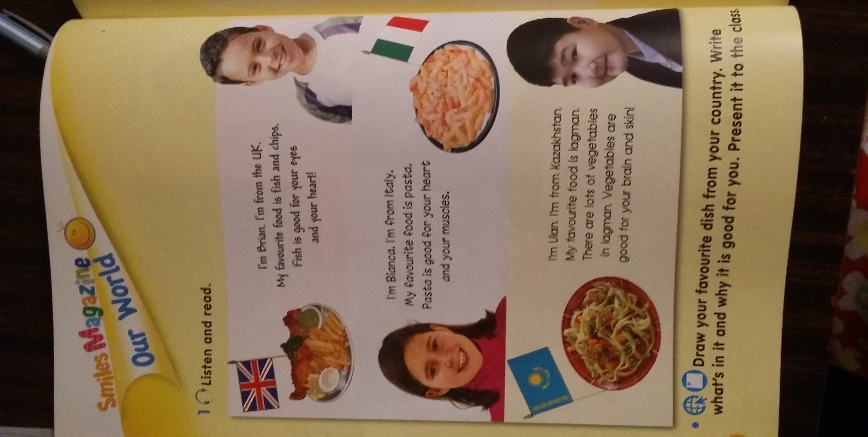 Smiles Magazine
Our World
1 Listen and read.
I'm Brian. I'm from the UK.
My favourite food is fish and chips.
Fish is good for your eyes
and your heart!
I'm Bianca. I'm from Italy.
My favourite food is pasta.
Pasta is good for your heart
and your muscles.
I'm Ulan. I'm from Kazakhstan.
My favourite food is lagman.
There are lots of vegetables
in lagman. Vegetables are
good for your brain and skin!
• Draw your favourite dish from your country. Write
what's in it and why it is good for you. Present it to the class.